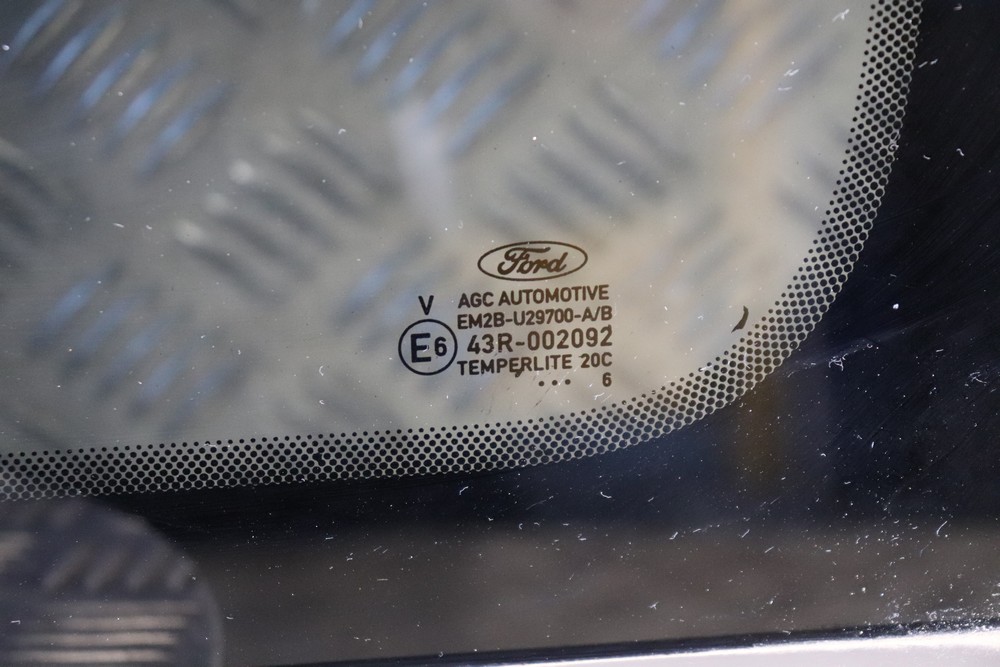 Ford
AGC AUTOMOTIVE
EM2B-U29700-A/B
V
E6 43R-002092
TEMPERLITE 20C
... 6